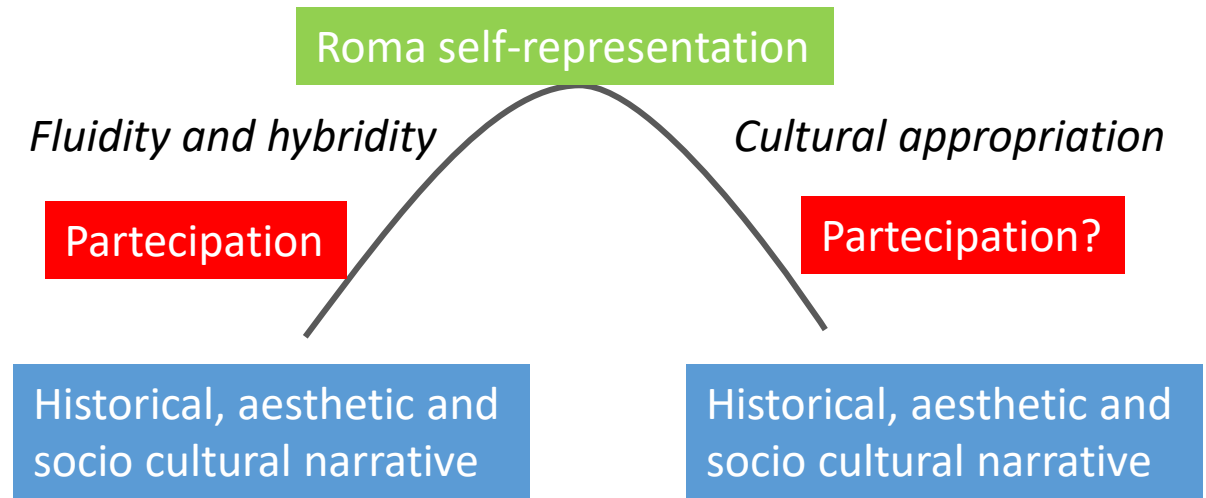 Roma self-representation
Fluidity and hybridity
Cultural appropriation
Partecipation
Partecipation?
Historical, aesthetic and
socio cultural narrative
Historical, aesthetic and
socio cultural narrative